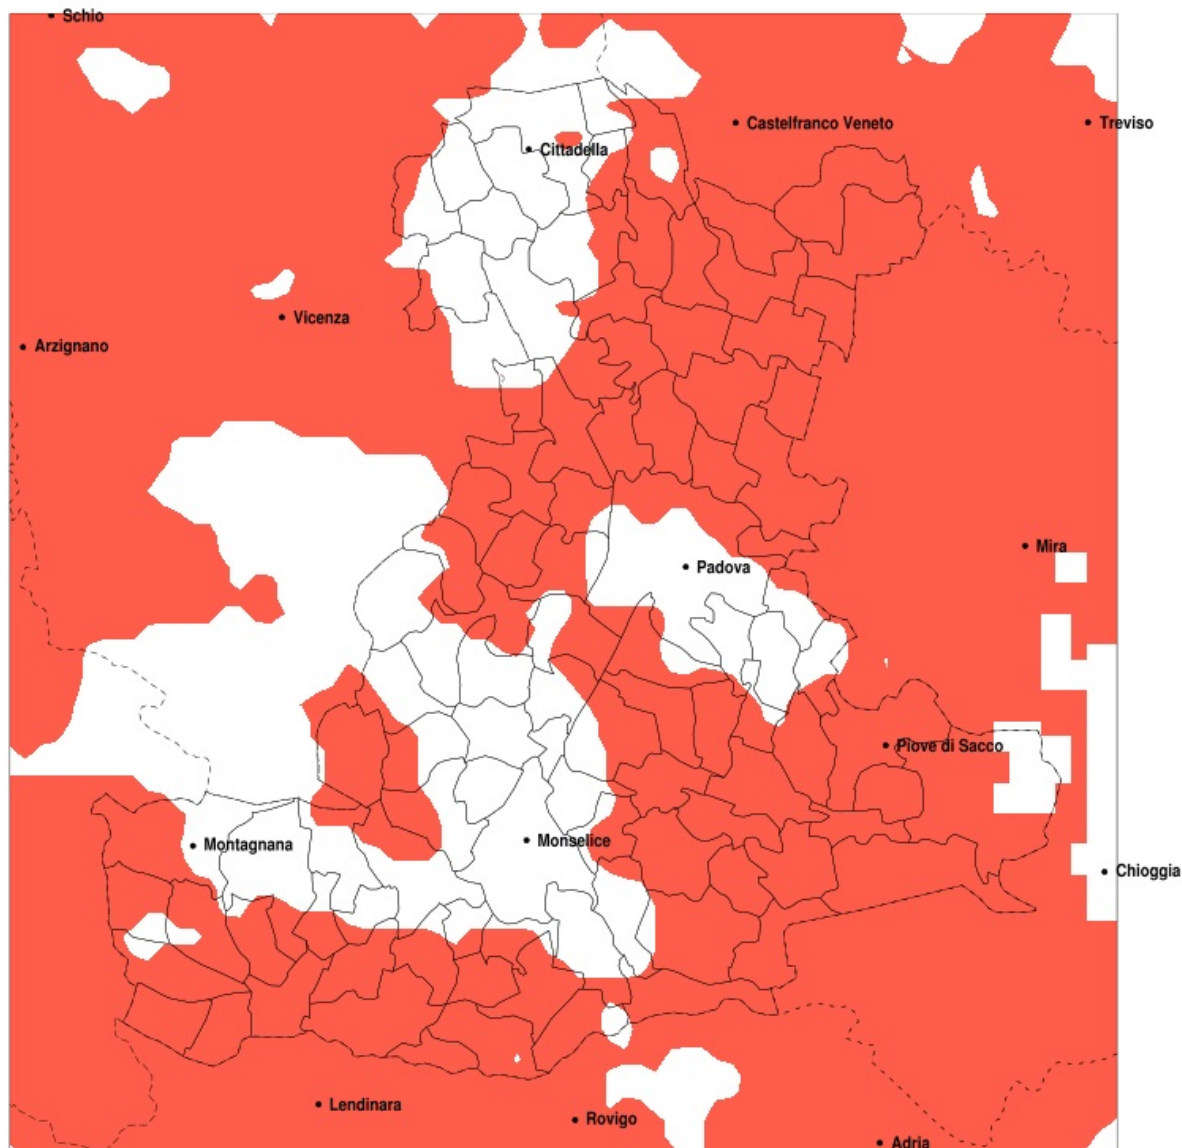 Schio
Castelfranco Veneto
Treviso
Cittadella
Vicenza
Arzignano
Mira
Padova
Piove di Sacco
Montagnana
Monselice
Chioggia
Lendinara
Rovigo
Adria